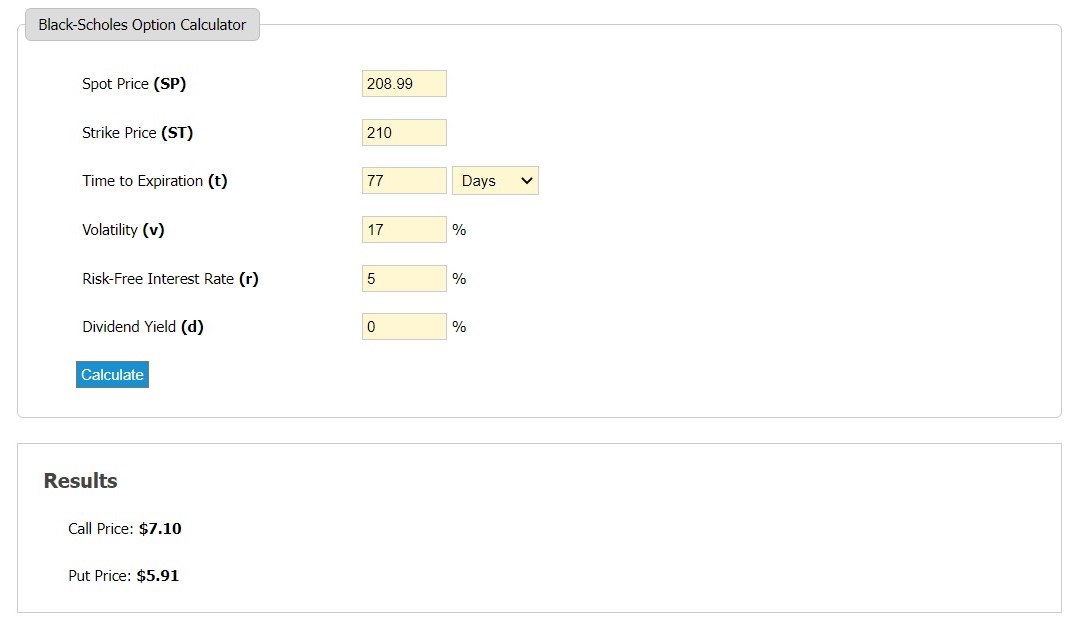 Black-Scholes Option Calculator
Spot Price (SP) 208.99
Strike Price (ST) 210
Time to Expiration (t) 77 Days
Volatility (v) 17 %
Risk-Free Interest Rate (r) 5 %
Dividend Yield (d) 0 %
Calculate
Results
Call Price: $7.10
Put Price: $5.91